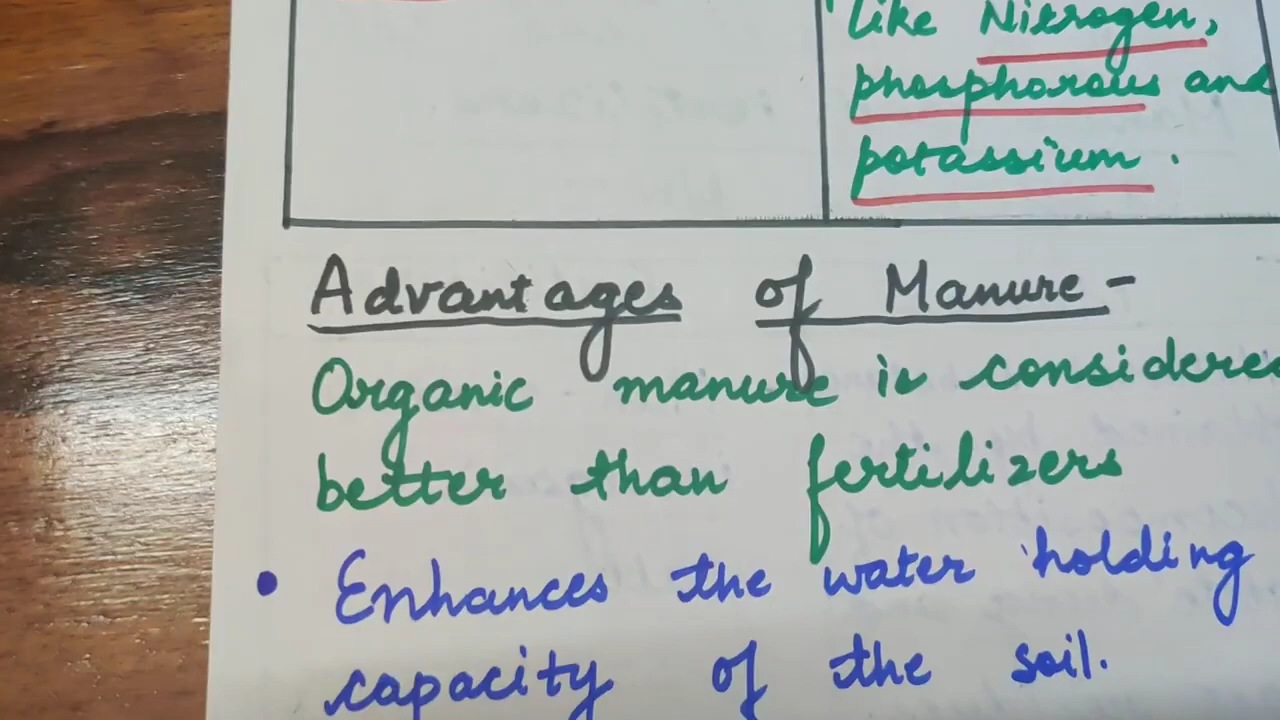 like Nitrogen,
phosphorous and
potassium.
Advantages of Manure-
Organic manure is considere
better than fertilizers
• Enhances the water holding
capacity of the soil.